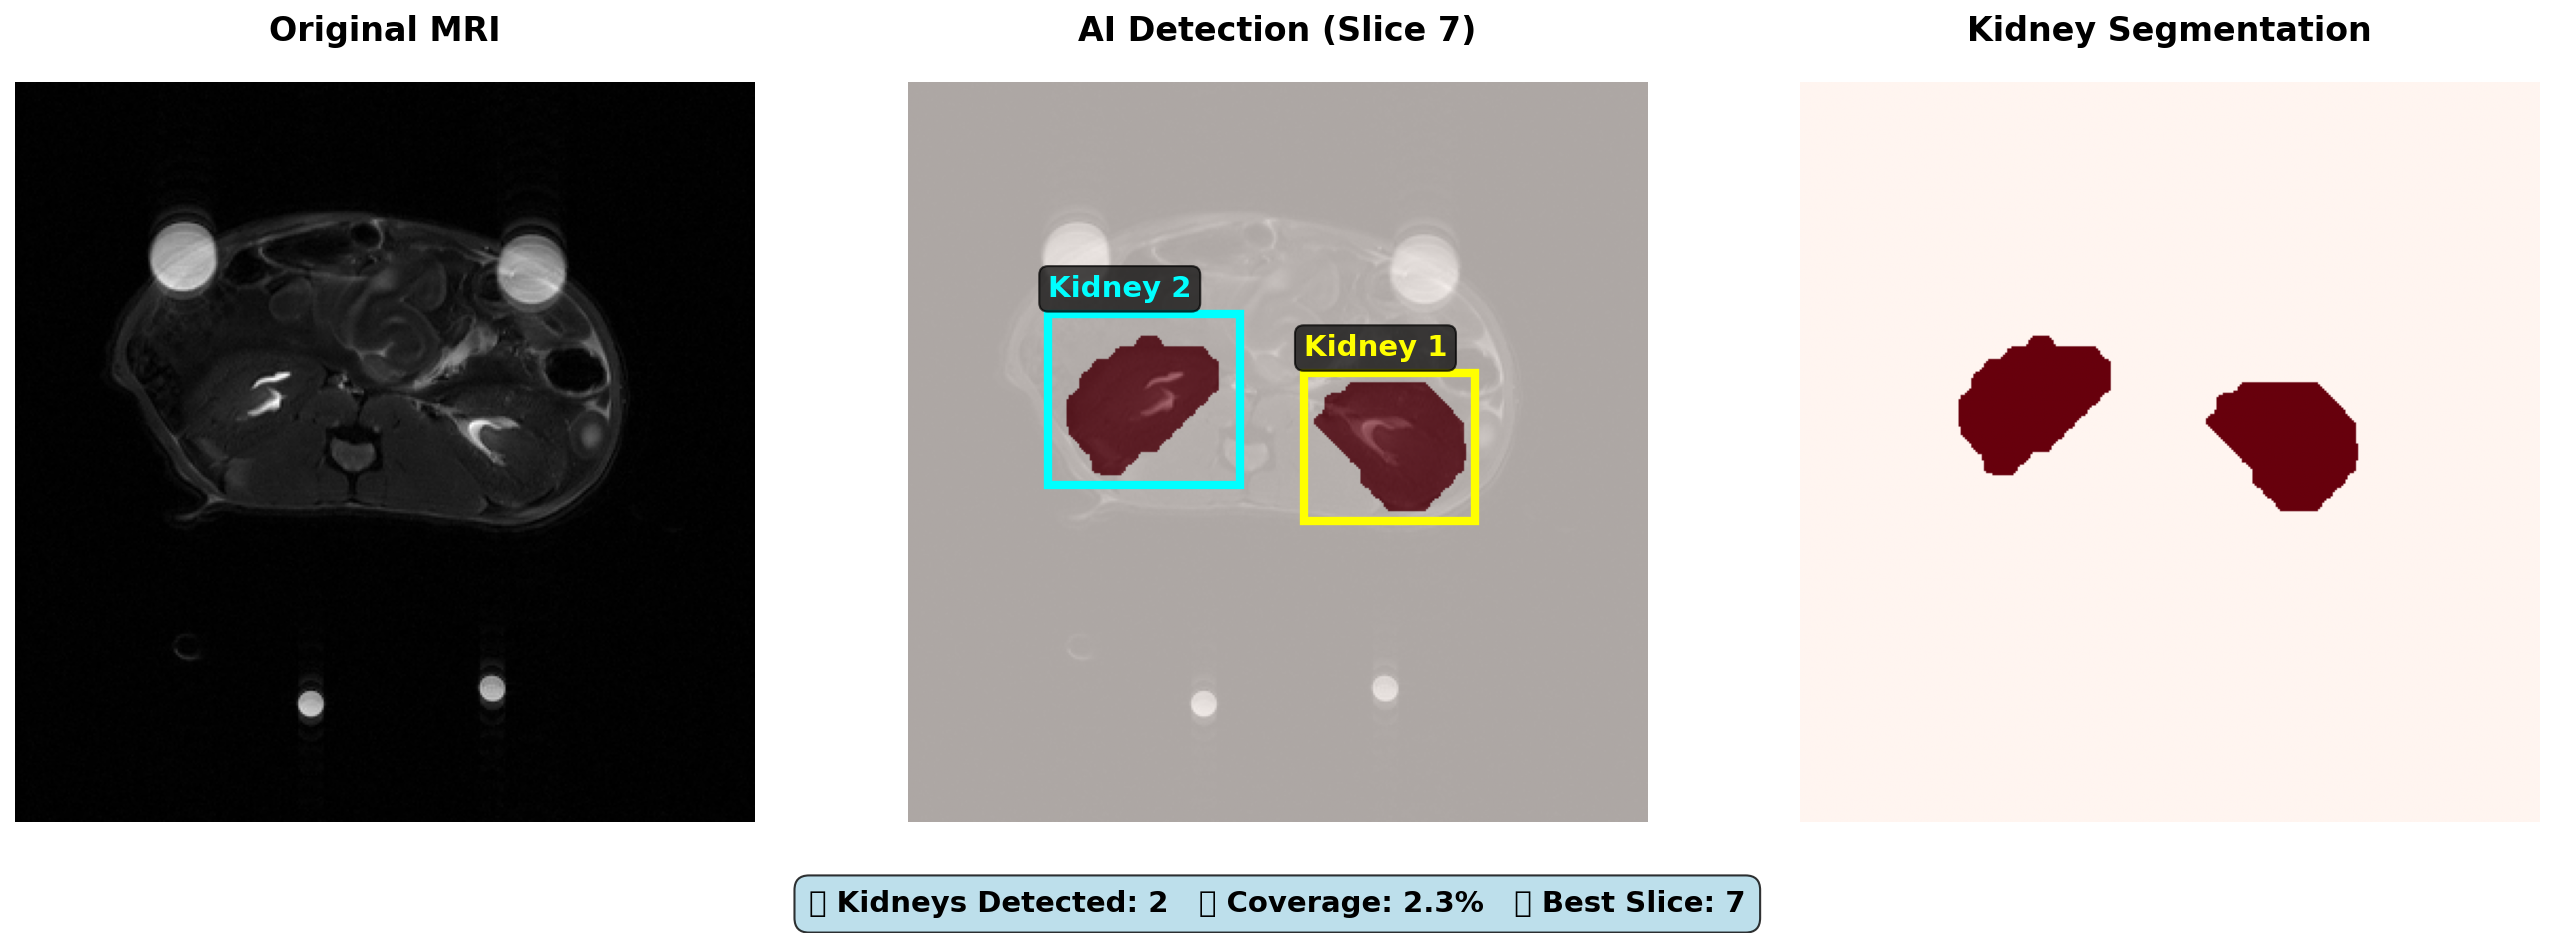 Original MRI
AI Detection (Slice 7)
Kidney Segmentation
Kidney 2
Kidney 1
Kidneys Detected: 2 Coverage: 2.3% Best Slice: 7